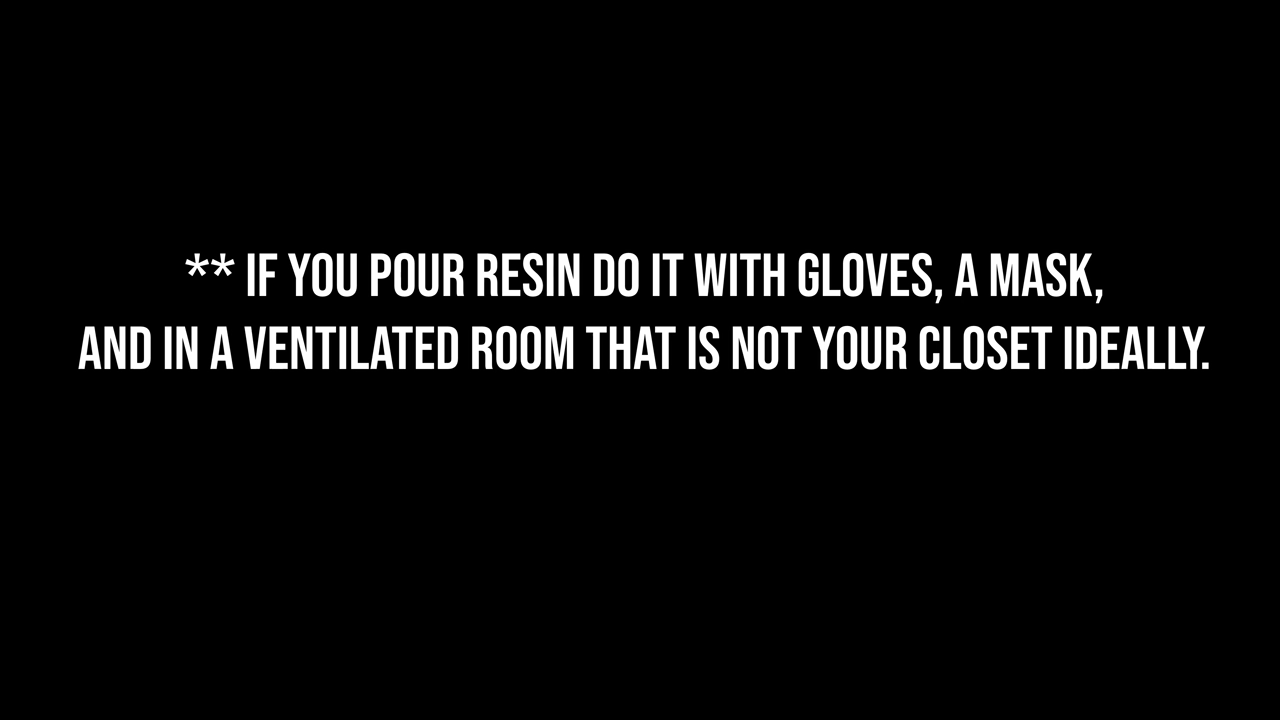 ** IF YOU POUR RESIN DO IT WITH GLOVES, A MASK,
AND IN A VENTILATED ROOM THAT IS NOT YOUR CLOSET IDEALLY.